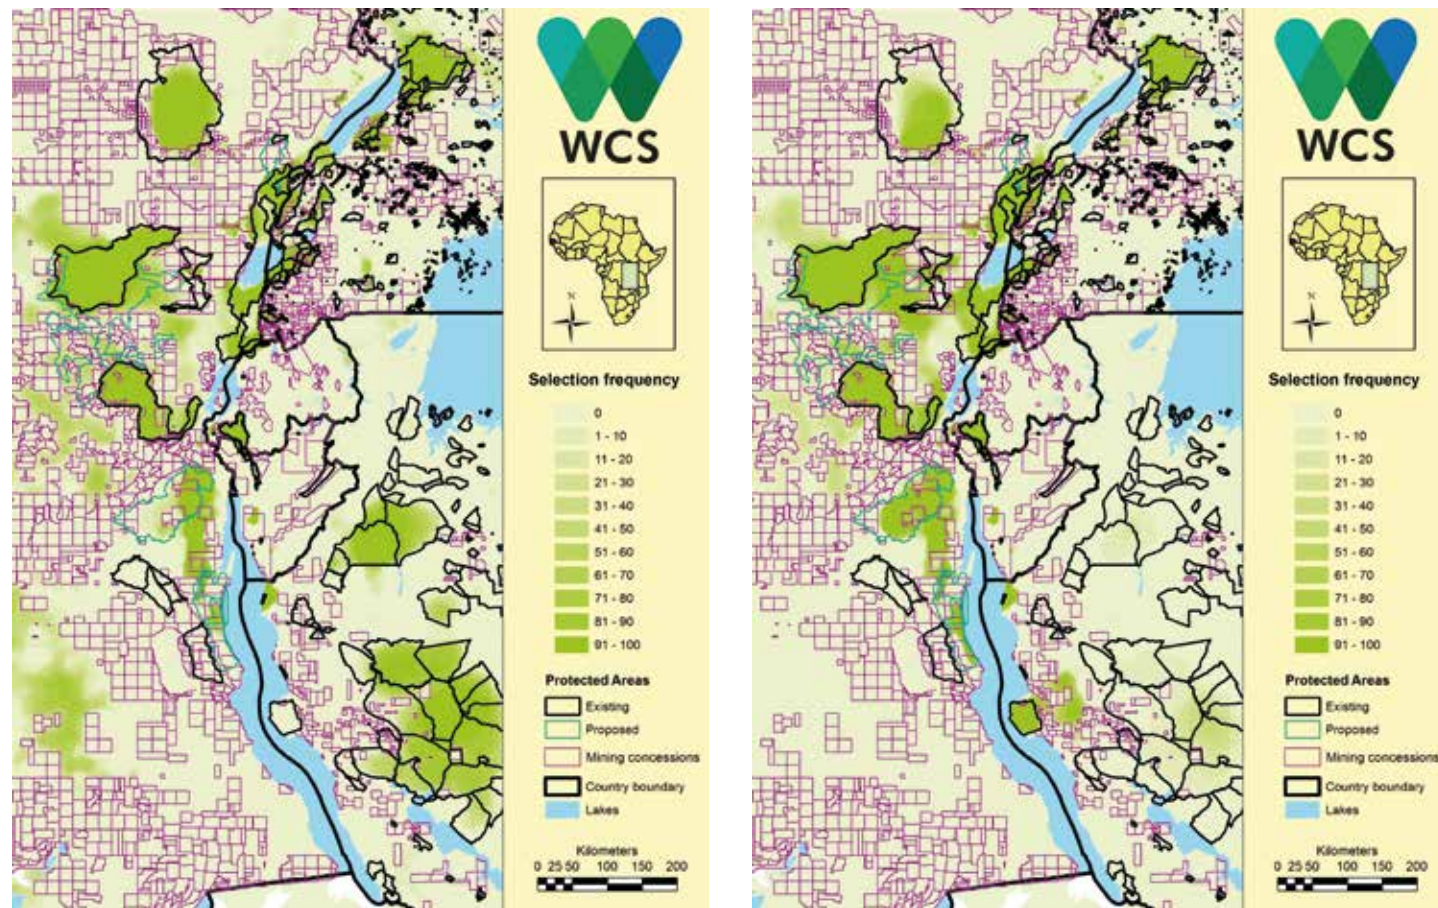 WCS
N
Selection frequency
0
1 - 10
11 - 20
21 - 30
31 - 40
41 - 50
51 - 60
61 - 70
71 - 80
81 - 90
91 - 100
Protected Areas
Existing
Proposed
Mining concessions
Country boundary
Lakes
Kilometers
0 25 50 100 150 200
WCS
N
Selection frequency
0
1 - 10
11 - 20
21 - 30
31 - 40
41 - 50
51 - 60
61 - 70
71 - 80
81 - 90
91 - 100
Protected Areas
Existing
Proposed
Mining concessions
Country boundary
Lakes
Kilometers
0 25 50 100 150 200